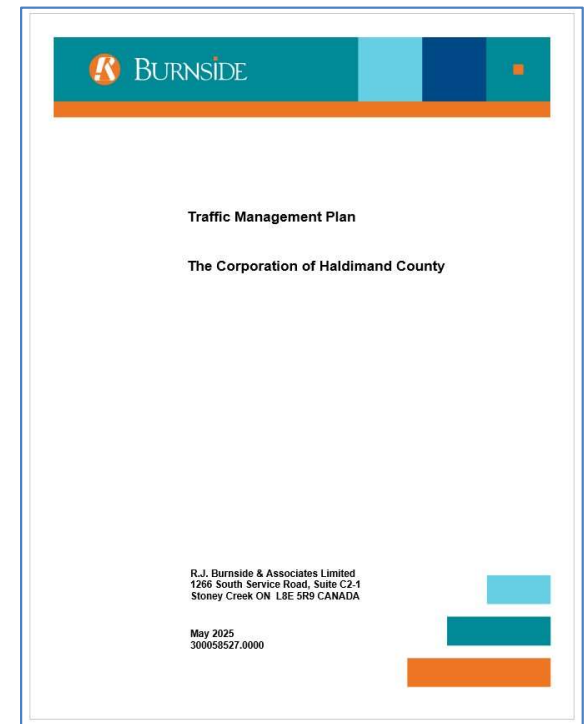 BURNSIDE
Traffic Management Plan
The Corporation of Haldimand County
R.J. Burnside & Associates Limited
1266 South Service Road, Suite C2-1
Stoney Creek ON L8E 5R9 CANADA
May 2025
300058527.0000